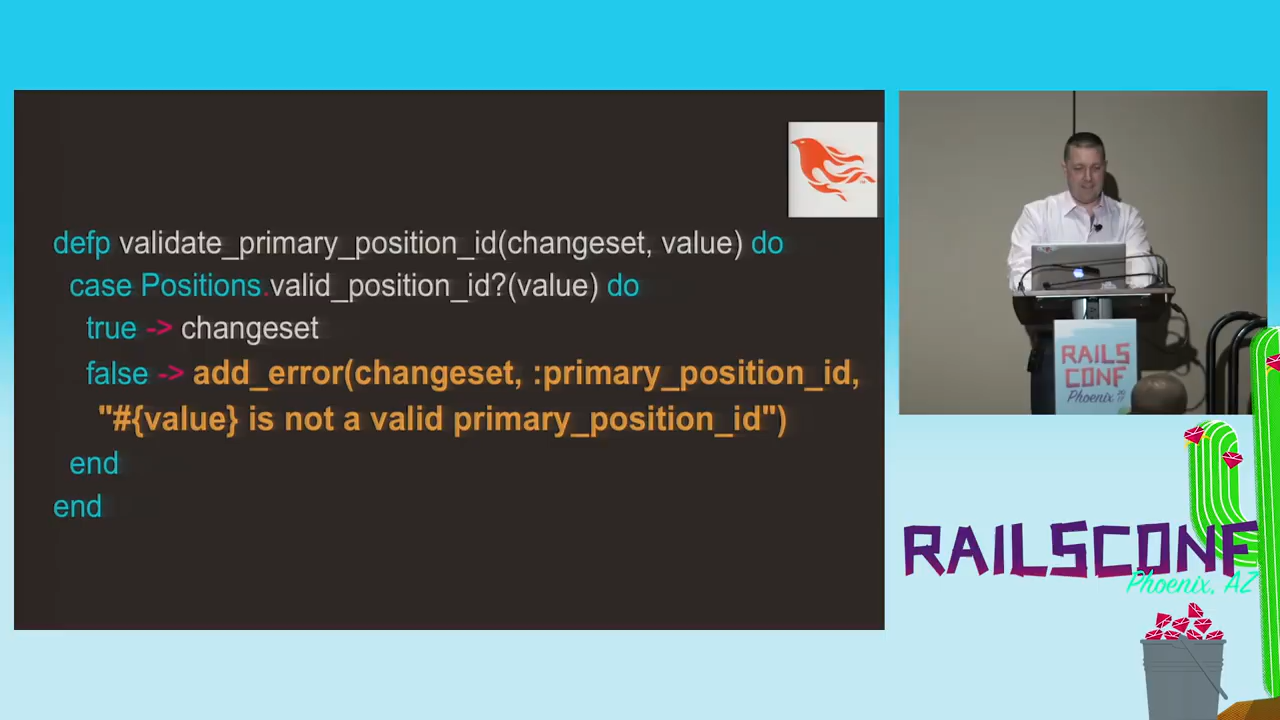 defp validate_primary_position_id(changeset, value) do
case Positions.valid_position_id?(value) do
true -> changeset
false -> add_error(changeset, :primary_position_id,
"#{value} is not a valid primary_position_id")
end
end
RAILS
CONF
Phoenix
RAILSCONF
Phoenix, AZ